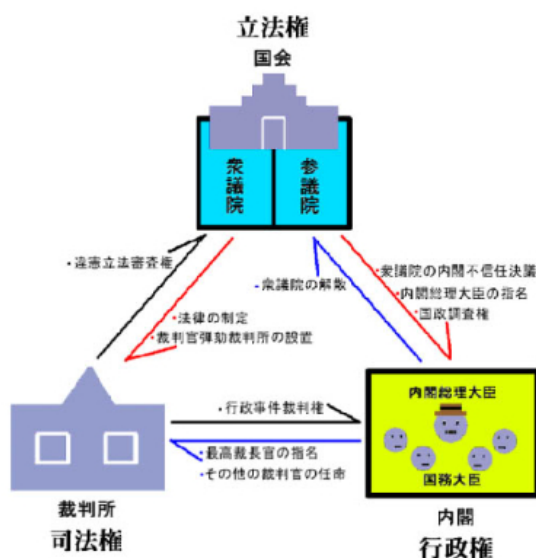 立法権
国会
衆議院
参議院
・違憲立法審査権
・衆議院の解散
・衆議院の内閣不信任決議
・内閣総理大臣の指名
・国政調査権
・法律の制定
・裁判官弾劾裁判所の設置
・行政事件裁判権
・最高裁長官の指名
・その他の裁判官の任命
内閣総理大臣
国務大臣
裁判所
司法権
内閣
行政権